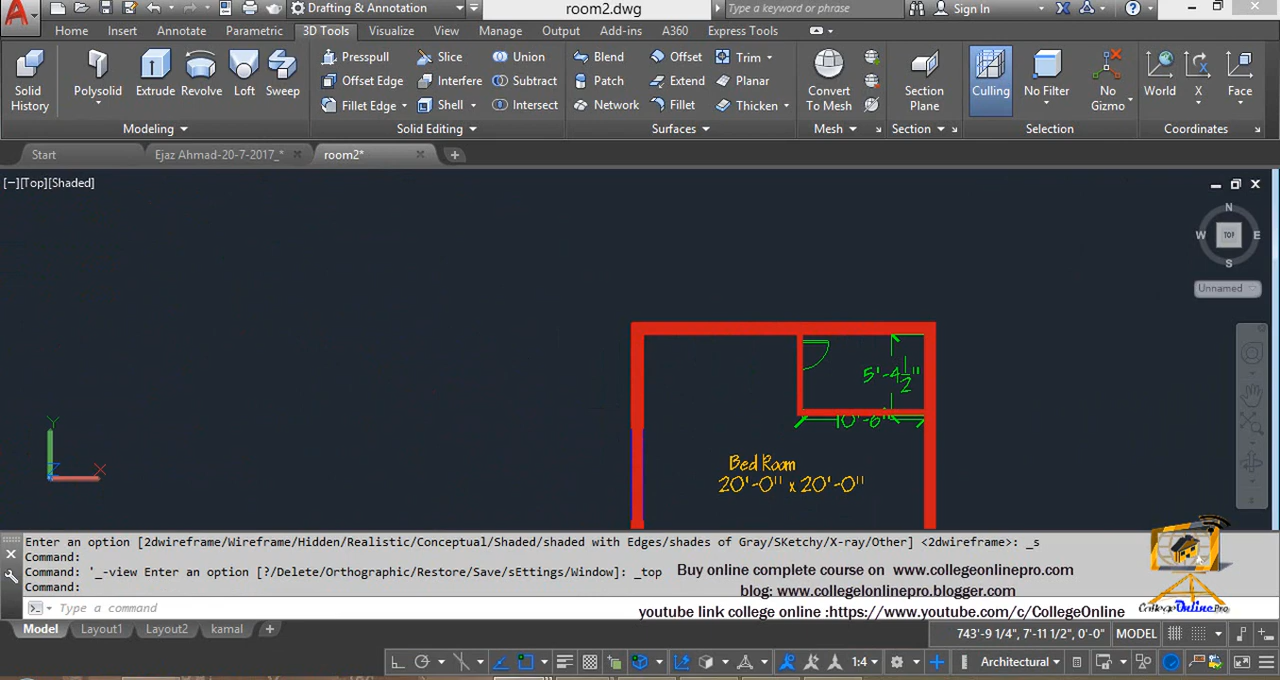 Drafting & Annotation
room2.dwg
Type a keyword or phrase
Sign In
Home Insert Annotate Parametric 3D Tools Visualize View Manage Output Add-ins A360 Express Tools
Solid History
Polysolid
Extrude
Revolve
Loft
Sweep
Presspull
Offset Edge
Fillet Edge
Slice
Interfere
Shell
Union
Subtract
Intersect
Blend
Patch
Network
Offset
Extend
Fillet
Trim
Planar
Thicken
Convert To Mesh
Section Plane
Culling
No Filter
No Gizmo
World
X
Face
Modeling Solid Editing Surfaces Mesh Section Selection Coordinates
Start Ejaz Ahmad-20-7-2017_* room2*
[−][Top][Shaded]
N
W TOP E
S
Unnamed
5'-4 1/2"
10'-6"
Bed Room
20'-0" x 20'-0"
Y
Z X
Enter an option [2dwireframe/Wireframe/Hidden/Realistic/Conceptual/Shaded/shaded with Edges/shades of Gray/SKetchy/X-ray/Other] <2dwireframe>: _s
Command:
Command: '_-view Enter an option [?/Delete/Orthographic/Restore/Save/sEttings/Window]: _top
Command:
Type a command
Buy online complete course on www.collegeonlinepro.com
blog: www.collegelonlinepro.blogger.com
youtube link college online :https://www.youtube.com/c/CollegeOnline
College Online Pro
Model Layout1 Layout2 kamal
743'-9 1/4", 7'-11 1/2", 0'-0" MODEL
1:4 Architectural